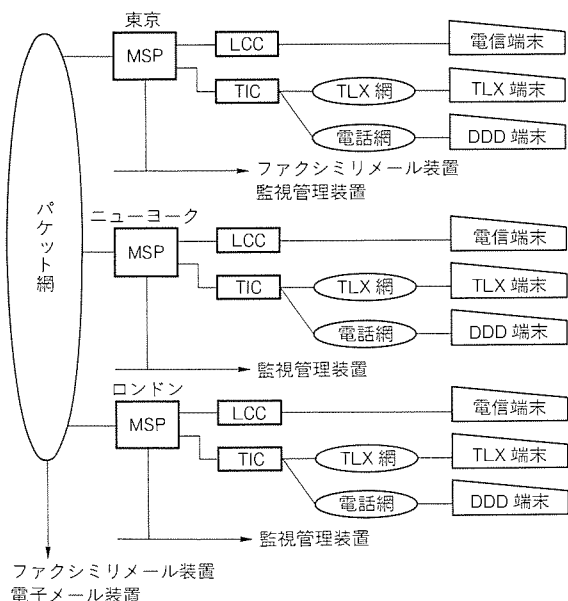 東京
MSP
LCC
電信端末
TIC
TLX 網
TLX 端末
電話網
DDD 端末
ファクシミリメール装置
監視管理装置
パケット網
ニューヨーク
MSP
LCC
電信端末
TIC
TLX 網
TLX 端末
電話網
DDD 端末
監視管理装置
ロンドン
MSP
LCC
電信端末
TIC
TLX 網
TLX 端末
電話網
DDD 端末
監視管理装置
ファクシミリメール装置
電子メール装置